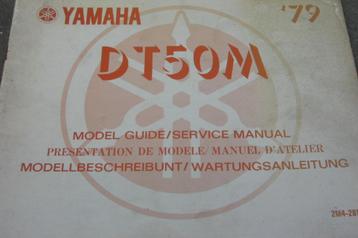 YAMAHA '79
DT50M
MODEL GUIDE/SERVICE MANUAL
PRESENTATION DE MODELE/MANUEL D'ATELIER
MODELLBESCHREIBUNT/WARTUNGSANLEITUNG